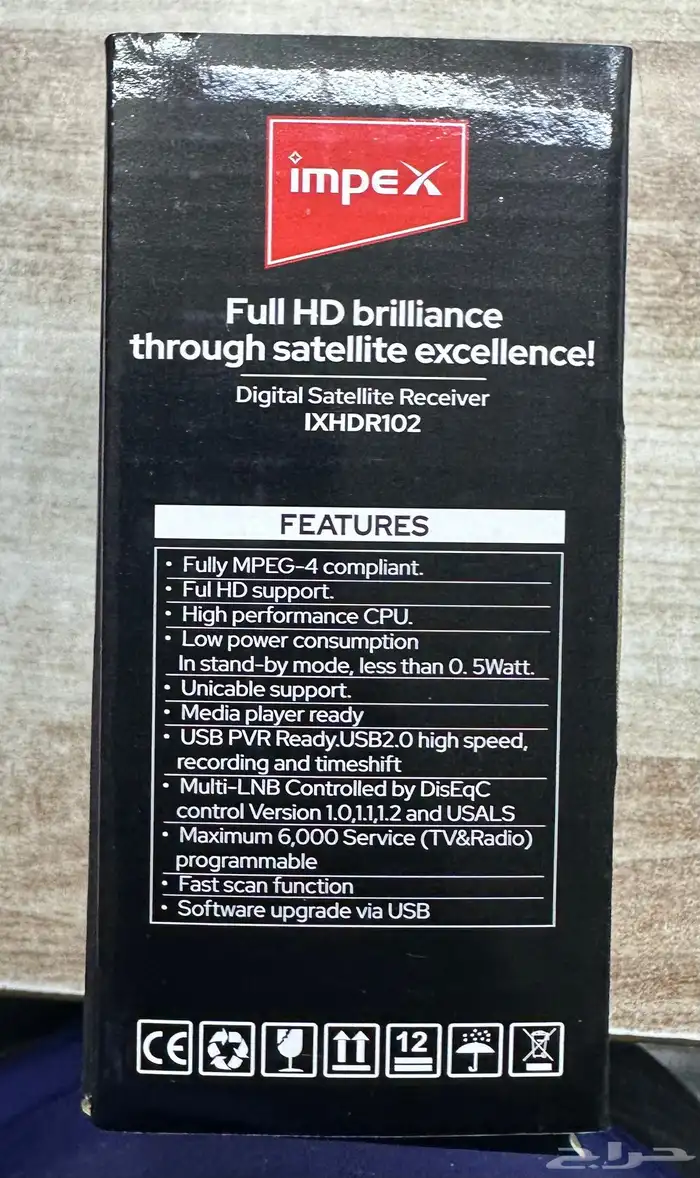 impex
Full HD brilliance
through satellite excellence!
Digital Satellite Receiver
IXHDR102
FEATURES
• Fully MPEG-4 compliant.
• Ful HD support.
• High performance CPU.
• Low power consumption
In stand-by mode, less than 0. 5Watt.
• Unicable support.
• Media player ready
• USB PVR Ready.USB2.0 high speed,
recording and timeshift
• Multi-LNB Controlled by DisEqC
control Version 1.0,1.1,1.2 and USALS
• Maximum 6,000 Service (TV&Radio)
programmable
• Fast scan function
• Software upgrade via USB
CE
12
حراج